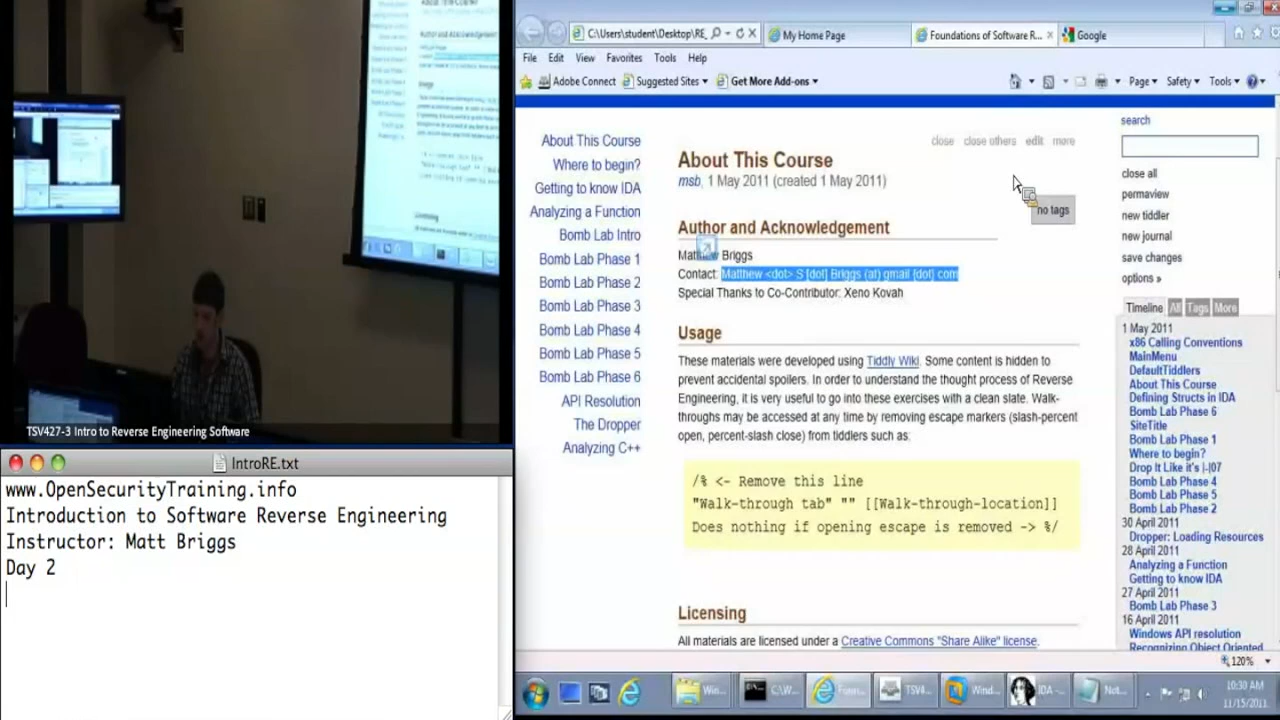 TSV427-3 Intro to Reverse Engineering Software
IntroRE.txt
www.OpenSecurityTraining.info
Introduction to Software Reverse Engineering
Instructor: Matt Briggs
Day 2
C:\Users\student\Desktop\RE_
My Home Page
Foundations of Software R...
Google
File Edit View Favorites Tools Help
Adobe Connect Suggested Sites Get More Add-ons
Page Safety Tools
About This Course
Where to begin?
Getting to know IDA
Analyzing a Function
Bomb Lab Intro
Bomb Lab Phase 1
Bomb Lab Phase 2
Bomb Lab Phase 3
Bomb Lab Phase 4
Bomb Lab Phase 5
Bomb Lab Phase 6
API Resolution
The Dropper
Analyzing C++
close close others edit more
About This Course
msb, 1 May 2011 (created 1 May 2011)
no tags
Author and Acknowledgement
Matthew Briggs
Contact: Matthew <dot> S [dot] Briggs (at) gmail [dot] com
Special Thanks to Co-Contributor: Xeno Kovah
Usage
These materials were developed using Tiddly Wiki. Some content is hidden to
prevent accidental spoilers. In order to understand the thought process of Reverse
Engineering, it is very useful to go into these exercises with a clean slate. Walk-
throughs may be accessed at any time by removing escape markers (slash-percent
open, percent-slash close) from tiddlers such as:
/% <- Remove this line
"Walk-through tab" "" [[Walk-through-location]]
Does nothing if opening escape is removed -> %/
Licensing
All materials are licensed under a Creative Commons "Share Alike" license.
search
close all
permaview
new tiddler
new journal
save changes
options »
Timeline All Tags More
1 May 2011
x86 Calling Conventions
MainMenu
DefaultTiddlers
About This Course
Defining Structs in IDA
Bomb Lab Phase 6
SiteTitle
Bomb Lab Phase 1
Where to begin?
Drop It Like it's |-|07
Bomb Lab Phase 4
Bomb Lab Phase 5
Bomb Lab Phase 2
30 April 2011
Dropper: Loading Resources
28 April 2011
Analyzing a Function
Getting to know IDA
27 April 2011
Bomb Lab Phase 3
16 April 2011
Windows API resolution
Recognizing Object Oriented
120%
Win...
C:\W...
Foun...
TSV4...
Wind...
IDA -...
Not...
10:30 AM
11/15/2011